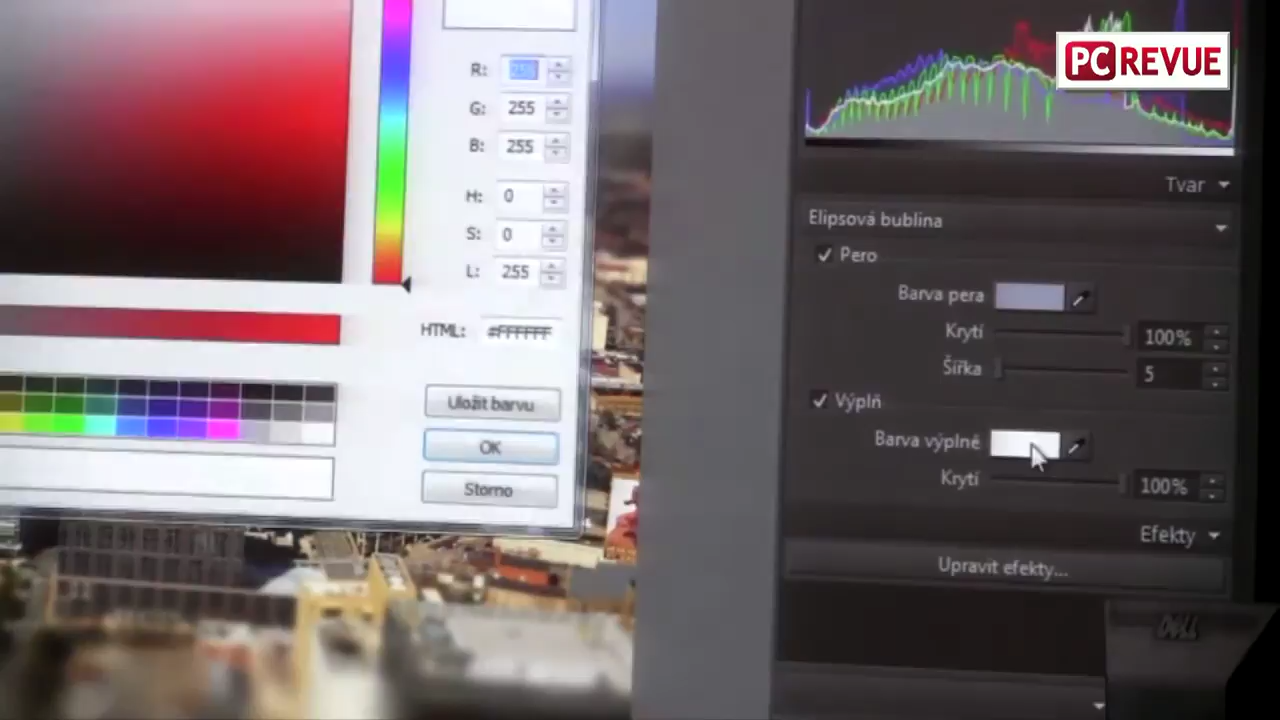 PC REVUE
R:
G: 255
B: 255
H: 0
S: 0
L: 255
HTML: #FFFFFF
Uložit barvu
OK
Storno
Tvar
Elipsová bublina
Pero
Barva pera
Krytí 100%
Šířka 5
Výplň
Barva výplně
Krytí 100%
Efekty
Upravit efekty...